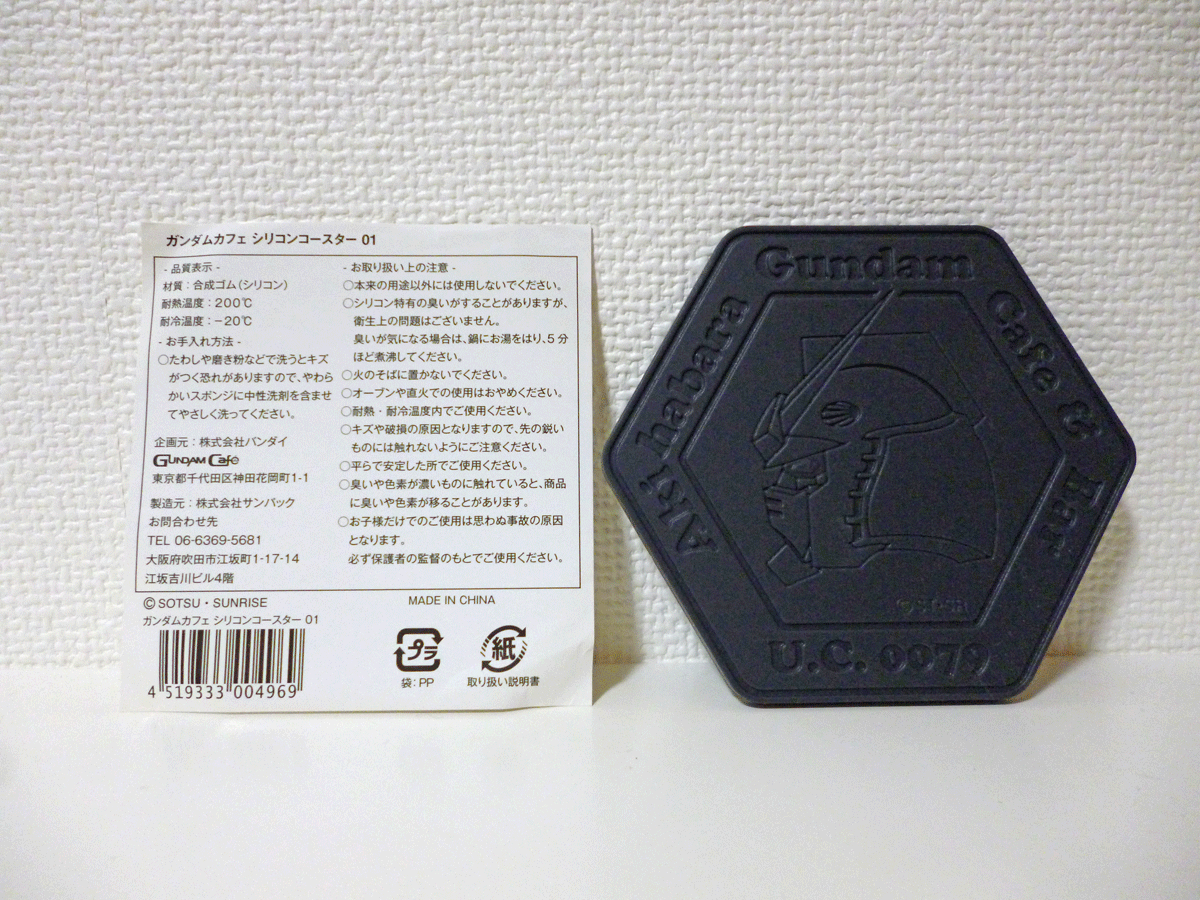 ガンダムカフェ シリコンコースター 01
- 品質表示 -
材質：合成ゴム(シリコン)
耐熱温度：200℃
耐冷温度：−20℃
- お手入れ方法 -
○たわしや磨き粉などで洗うとキズ
がつく恐れがありますので、やわら
かいスポンジに中性洗剤を含ませ
てやさしく洗ってください。
企画元：株式会社バンダイ
GUNDAM Cafe
東京都千代田区神田花岡町1-1
製造元：株式会社サンバック
お問合わせ先
TEL 06-6369-5681
大阪府吹田市江坂町1-17-14
江坂吉川ビル4階
- お取り扱い上の注意 -
○本来の用途以外には使用しないでください。
○シリコン特有の臭いがすることがありますが、
衛生上の問題はございません。
臭いが気になる場合は、鍋にお湯をはり、5分
ほど煮沸してください。
○火のそばに置かないでください。
○オーブンや直火での使用はおやめください。
○耐熱・耐冷温度内でご使用ください。
○キズや破損の原因となりますので、先の鋭い
ものには触れないようにご注意ください。
○平らで安定した所でご使用ください。
○臭いや色素が濃いものに触れていると、商品
に臭いや色素が移ることがあります。
○お子様だけでのご使用は思わぬ事故の原因
となります。
必ず保護者の監督のもとでご使用ください。
©SOTSU・SUNRISE
MADE IN CHINA
ガンダムカフェ シリコンコースター 01
4 519333 004969
プラ
袋：PP
紙
取り扱い説明書
Akihabara Gundam Cafe & Bar
U.C. 0079
©S・SR